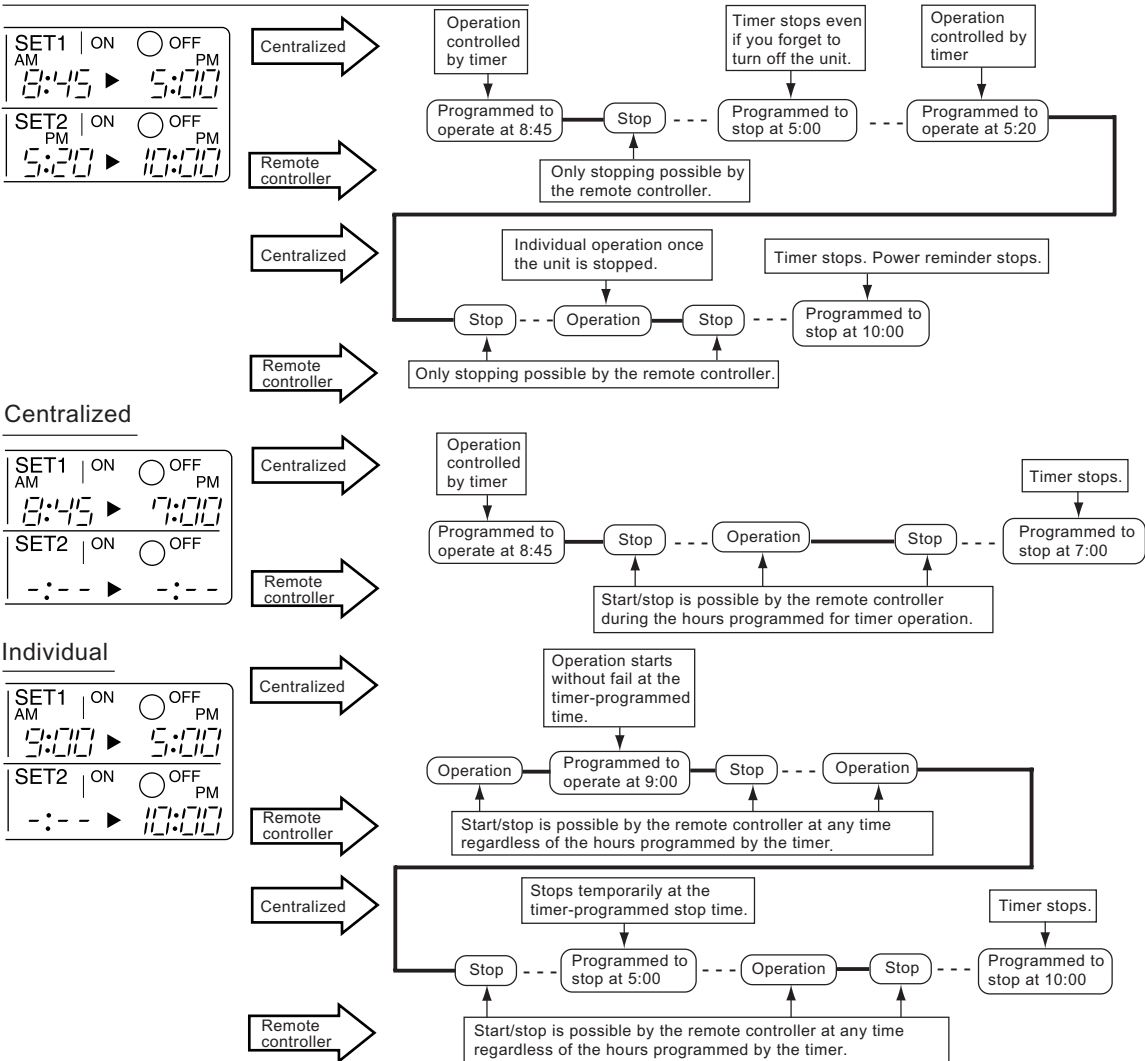 SET1 | ON ◯ OFF
AM PM
8:45 ▶ 5:00
SET2 | ON ◯ OFF
PM PM
5:20 ▶ 10:00
Centralized
Operation
controlled
by timer
Timer stops even
if you forget to
turn off the unit.
Operation
controlled by
timer
Programmed to
operate at 8:45
Stop
Programmed to
stop at 5:00
Programmed to
operate at 5:20
Remote
controller
Only stopping possible by
the remote controller.
Centralized
Individual operation once
the unit is stopped.
Timer stops. Power reminder stops.
Stop
Operation
Stop
Programmed to
stop at 10:00
Remote
controller
Only stopping possible by the remote controller.
Centralized
SET1 | ON ◯ OFF
AM PM
8:45 ▶ 7:00
SET2 | ON ◯ OFF
-:-- ▶ -:--
Centralized
Operation
controlled
by timer
Timer stops.
Programmed to
operate at 8:45
Stop
Operation
Stop
Programmed to
stop at 7:00
Remote
controller
Start/stop is possible by the remote controller
during the hours programmed for timer operation.
Individual
SET1 | ON ◯ OFF
AM PM
9:00 ▶ 5:00
SET2 | ON ◯ OFF
PM
-:-- ▶ 10:00
Centralized
Operation starts
without fail at the
timer-programmed
time.
Operation
Programmed to
operate at 9:00
Stop
Operation
Remote
controller
Start/stop is possible by the remote controller at any time
regardless of the hours programmed by the timer.
Centralized
Stops temporarily at the
timer-programmed stop time.
Timer stops.
Stop
Programmed to
stop at 5:00
Operation
Stop
Programmed to
stop at 10:00
Remote
controller
Start/stop is possible by the remote controller at any time
regardless of the hours programmed by the timer.